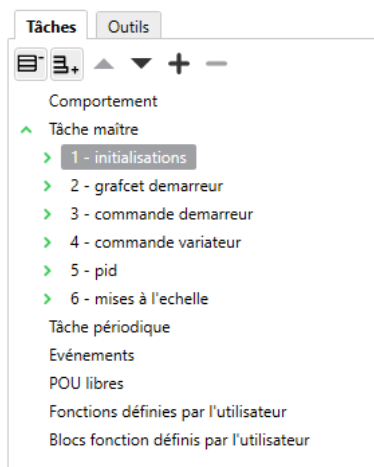 Tâches Outils
Comportement
Tâche maître
1 - initialisations
2 - grafcet demarreur
3 - commande demarreur
4 - commande variateur
5 - pid
6 - mises à l'echelle
Tâche périodique
Evénements
POU libres
Fonctions définies par l'utilisateur
Blocs fonction définis par l'utilisateur